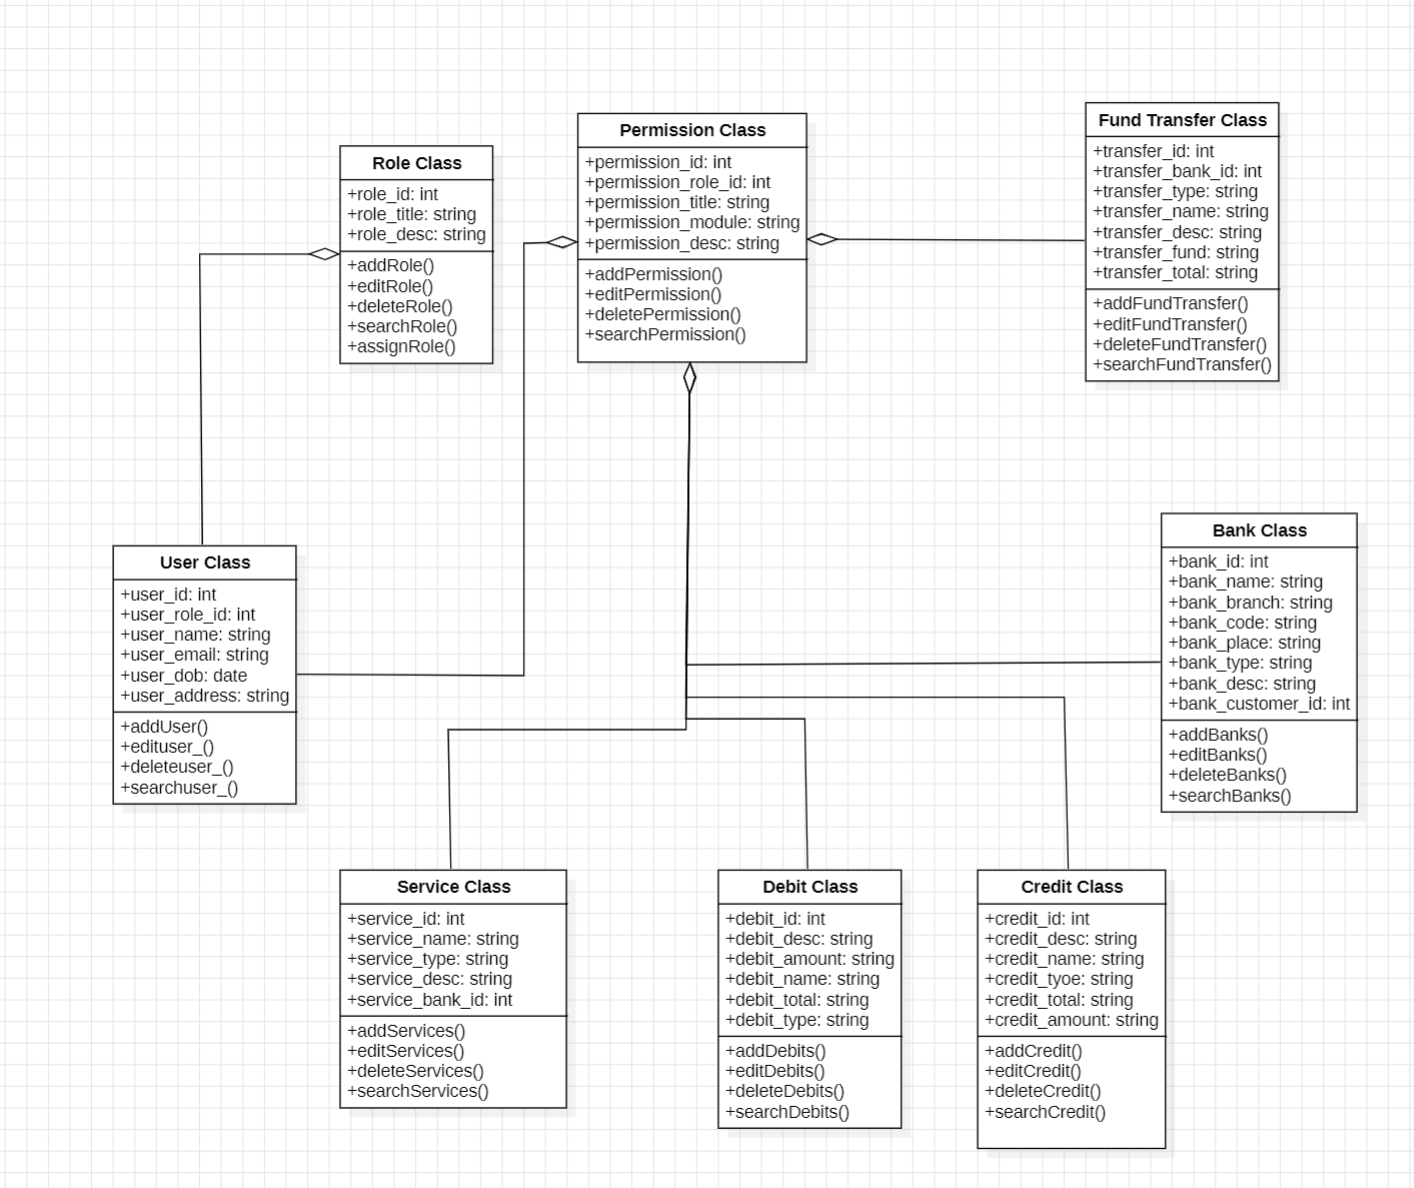 Role Class
+role_id: int
+role_title: string
+role_desc: string
+addRole()
+editRole()
+deleteRole()
+searchRole()
+assignRole()
Permission Class
+permission_id: int
+permission_role_id: int
+permission_title: string
+permission_module: string
+permission_desc: string
+addPermission()
+editPermission()
+deletePermission()
+searchPermission()
Fund Transfer Class
+transfer_id: int
+transfer_bank_id: int
+transfer_type: string
+transfer_name: string
+transfer_desc: string
+transfer_fund: string
+transfer_total: string
+addFundTransfer()
+editFundTransfer()
+deleteFundTransfer()
+searchFundTransfer()
User Class
+user_id: int
+user_role_id: int
+user_name: string
+user_email: string
+user_dob: date
+user_address: string
+addUser()
+edituser_()
+deleteuser_()
+searchuser_()
Bank Class
+bank_id: int
+bank_name: string
+bank_branch: string
+bank_code: string
+bank_place: string
+bank_type: string
+bank_desc: string
+bank_customer_id: int
+addBanks()
+editBanks()
+deleteBanks()
+searchBanks()
Service Class
+service_id: int
+service_name: string
+service_type: string
+service_desc: string
+service_bank_id: int
+addServices()
+editServices()
+deleteServices()
+searchServices()
Debit Class
+debit_id: int
+debit_desc: string
+debit_amount: string
+debit_name: string
+debit_total: string
+debit_type: string
+addDebits()
+editDebits()
+deleteDebits()
+searchDebits()
Credit Class
+credit_id: int
+credit_desc: string
+credit_name: string
+credit_tyoe: string
+credit_total: string
+credit_amount: string
+addCredit()
+editCredit()
+deleteCredit()
+searchCredit()